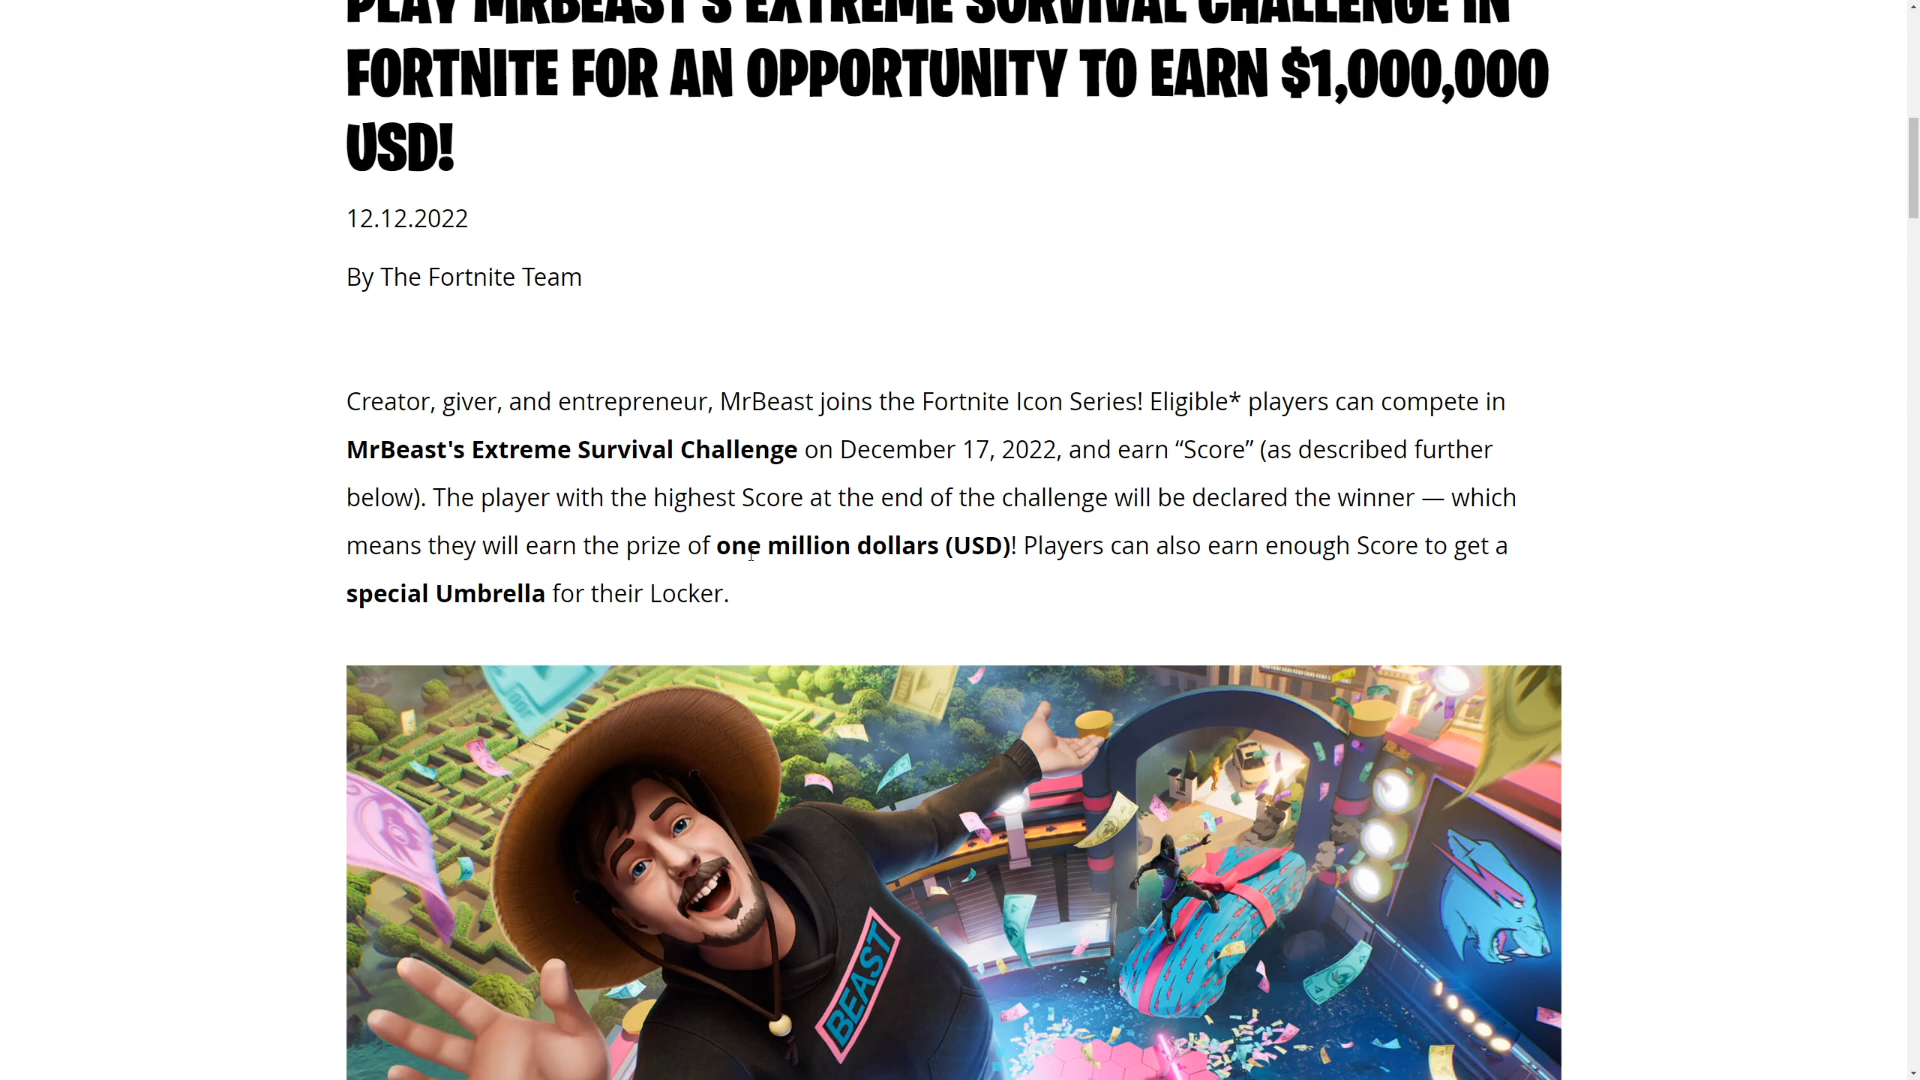 PLAY MRBEAST'S EXTREME SURVIVAL CHALLENGE IN
FORTNITE FOR AN OPPORTUNITY TO EARN $1,000,000
USD!
12.12.2022
By The Fortnite Team
Creator, giver, and entrepreneur, MrBeast joins the Fortnite Icon Series! Eligible* players can compete in
MrBeast's Extreme Survival Challenge on December 17, 2022, and earn “Score” (as described further
below). The player with the highest Score at the end of the challenge will be declared the winner — which
means they will earn the prize of one million dollars (USD)! Players can also earn enough Score to get a
special Umbrella for their Locker.
BEAST